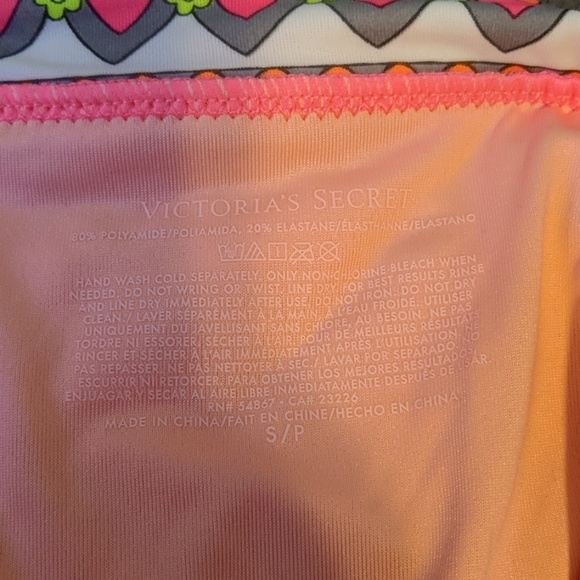 VICTORIA'S SECRET
80% POLYAMIDE/POLIAMIDA, 20% ELASTANE/ÉLASTHANNE/ELASTANO
HAND WASH COLD SEPARATELY. ONLY NON-CHLORINE BLEACH WHEN
NEEDED. DO NOT WRING OR TWIST. LINE DRY. FOR BEST RESULTS RINSE
AND LINE DRY IMMEDIATELY AFTER USE. DO NOT IRON. DO NOT DRY
CLEAN./ LAVER SÉPARÉMENT À LA MAIN À L'EAU FROIDE. UTILISER
UNIQUEMENT DU JAVELLISANT SANS CHLORE, AU BESOIN. NE PAS
TORDRE NI ESSORER. SÉCHER À L'AIR. POUR DE MEILLEURS RÉSULTATS
RINCER ET SÉCHER À L'AIR IMMÉDIATEMENT APRÈS L'UTILISATION. NE
PAS REPASSER. NE PAS NETTOYER À SEC./ LAVAR POR SEPARADO. NO
ESCURRIR NI RETORCER. PARA OBTENER LOS MEJORES RESULTADOS
ENJUAGAR Y SECAR AL AIRE LIBRE INMEDIATAMENTE DESPUÉS DE USAR.
RN# 54867 • CA# 23226
MADE IN CHINA/FAIT EN CHINE/HECHO EN CHINA
S/P